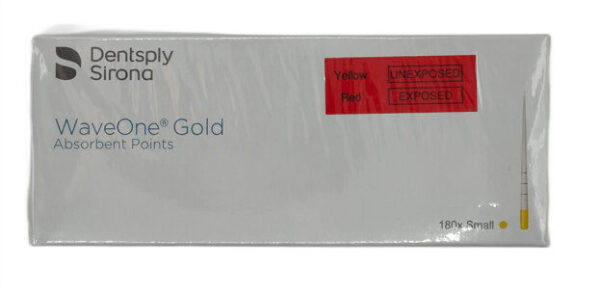 Dentsply
Sirona
Yellow UNEXPOSED
Red EXPOSED
WaveOne® Gold
Absorbent Points
180x Small